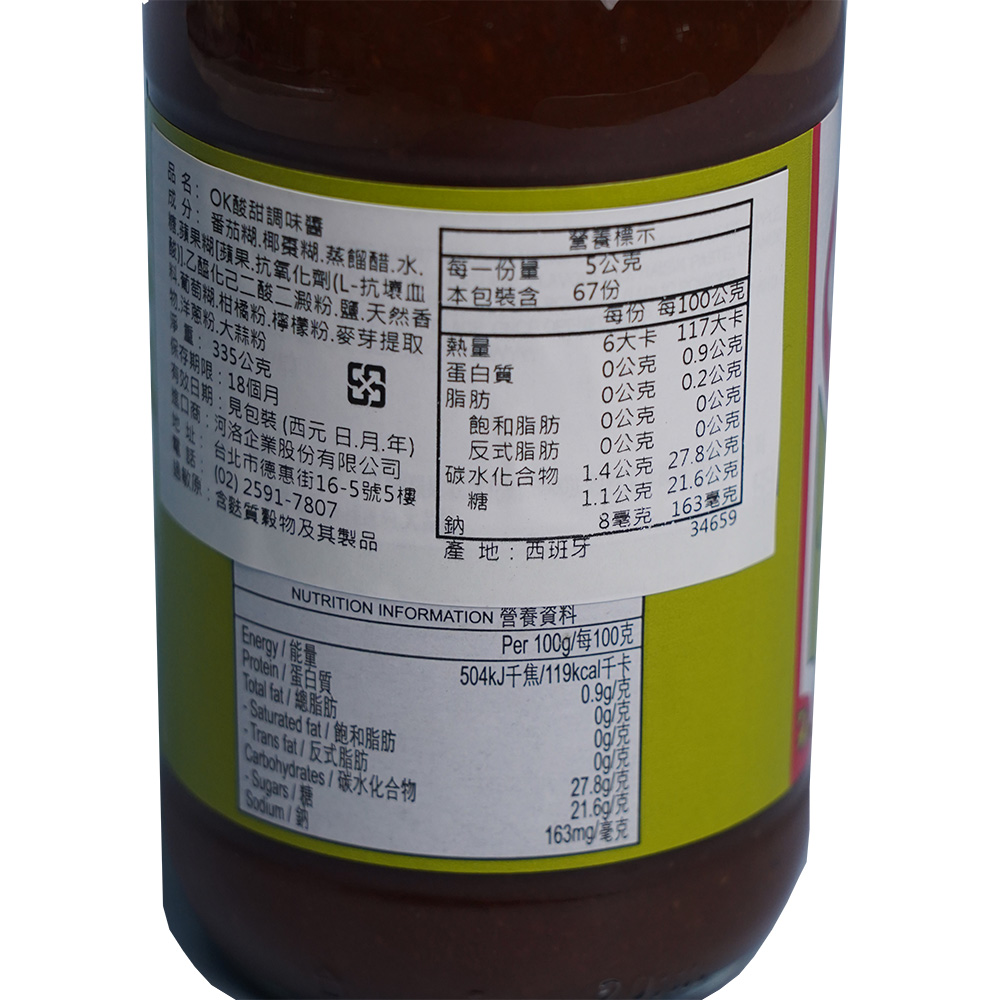 品名：OK酸甜調味醬
成分：番茄糊.椰棗糊.蒸餾醋.水.
糖.蘋果糊[蘋果.抗氧化劑(L-抗壞血
酸)].乙醯化己二酸二澱粉.鹽.天然香
料.葡萄糊.柑橘粉.檸檬粉.麥芽提取
物.洋蔥粉.大蒜粉
淨重：335公克
保存期限：18個月
有效日期：見包裝(西元 日.月.年)
進口商：河洛企業股份有限公司
地址：台北市德惠街16-5號5樓
電話：(02) 2591-7807
過敏原：含麩質穀物及其製品
營養標示
每一份量 5公克
本包裝含 67份
每份 每100公克
熱量 6大卡 117大卡
蛋白質 0公克 0.9公克
脂肪 0公克 0.2公克
飽和脂肪 0公克 0公克
反式脂肪 0公克 0公克
碳水化合物 1.4公克 27.8公克
糖 1.1公克 21.6公克
鈉 8毫克 163毫克
產地：西班牙 34659
NUTRITION INFORMATION 營養資料
Per 100g/每100克
Energy / 能量 504kJ千焦/119kcal千卡
Protein / 蛋白質 0.9g/克
Total fat / 總脂肪 0g/克
- Saturated fat / 飽和脂肪 0g/克
- Trans fat / 反式脂肪 0g/克
Carbohydrates / 碳水化合物 27.8g/克
- Sugars / 糖 21.6g/克
Sodium / 鈉 163mg/毫克